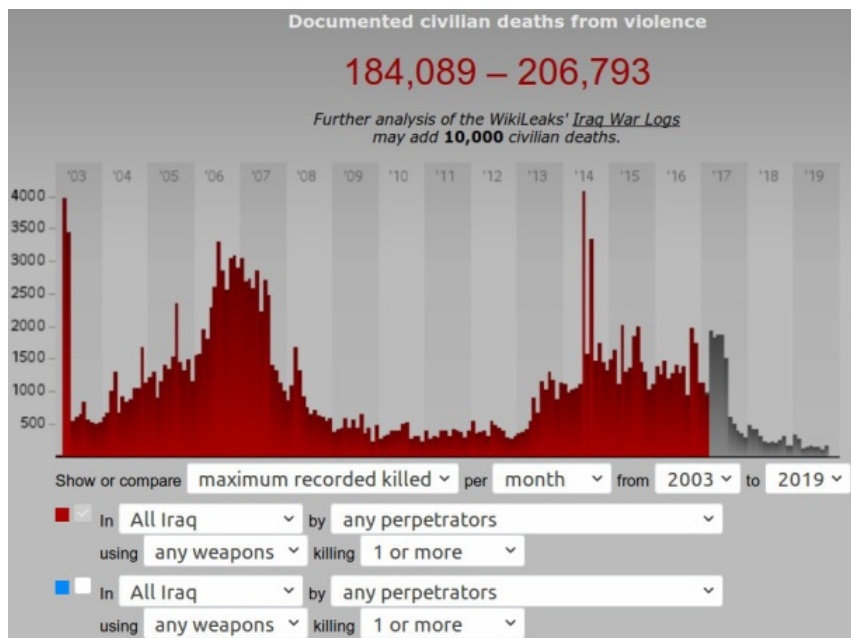 Documented civilian deaths from violence
184,089 – 206,793
Further analysis of the WikiLeaks' Iraq War Logs
may add 10,000 civilian deaths.
'03 '04 '05 '06 '07 '08 '09 '10 '11 '12 '13 '14 '15 '16 '17 '18 '19
4000
3500
3000
2500
2000
1500
1000
500
Show or compare maximum recorded killed per month from 2003 to 2019
In All Iraq by any perpetrators
using any weapons killing 1 or more
In All Iraq by any perpetrators
using any weapons killing 1 or more